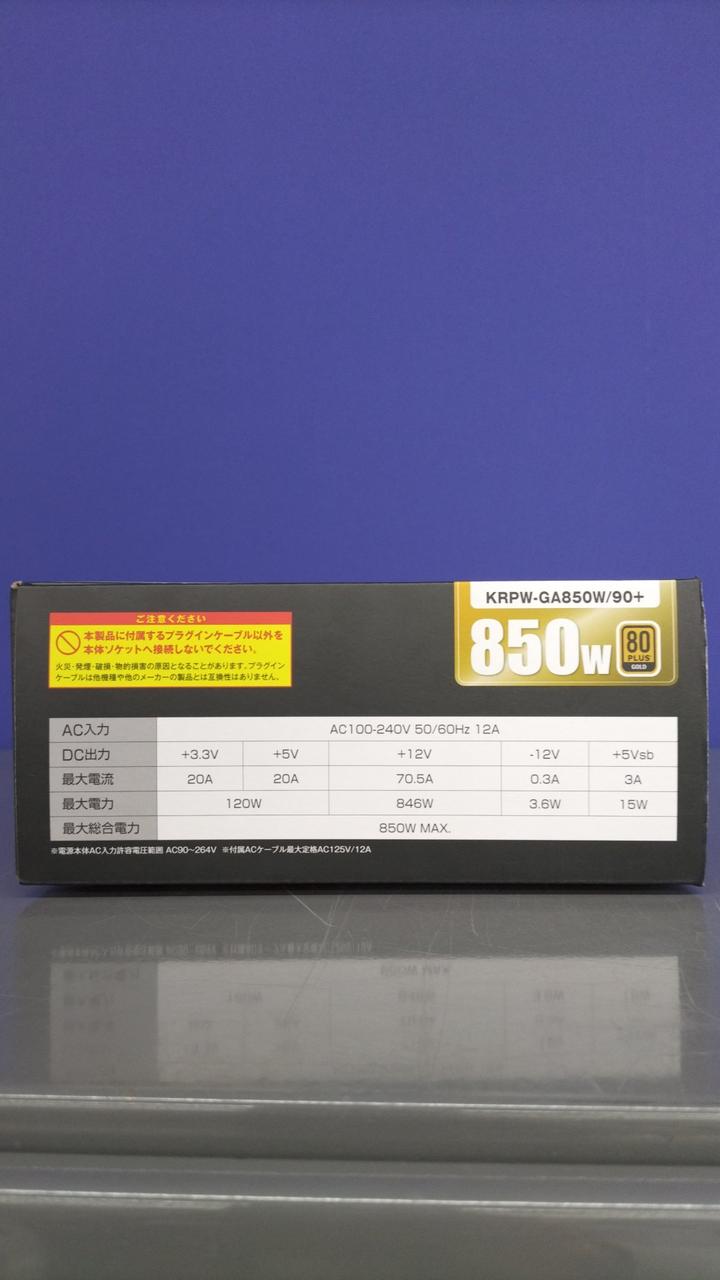 KRPW-GA850W/90+
850W
80
PLUS
GOLD
ご注意ください
本製品に付属するプラグインケーブル以外を
本体ソケットへ接続しないでください。
火災・発煙・破損・物的損害の原因となることがあります。プラグイン
ケーブルは他機種や他のメーカーの製品とは互換性はありません。
AC入力 AC100-240V 50/60Hz 12A
DC出力 +3.3V +5V +12V -12V +5Vsb
最大電流 20A 20A 70.5A 0.3A 3A
最大電力 120W 846W 3.6W 15W
最大総合電力 850W MAX.
※電源本体AC入力許容電圧範囲 AC90～264V ※付属ACケーブル最大定格AC125V/12A